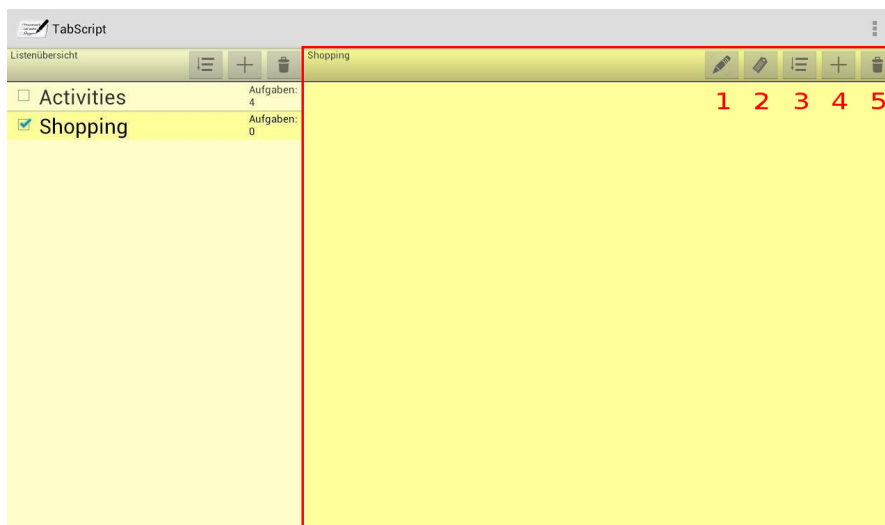 TabScript
Listenübersicht
Shopping
1 2 3 4 5
Activities
Aufgaben:
4
Shopping
Aufgaben:
0